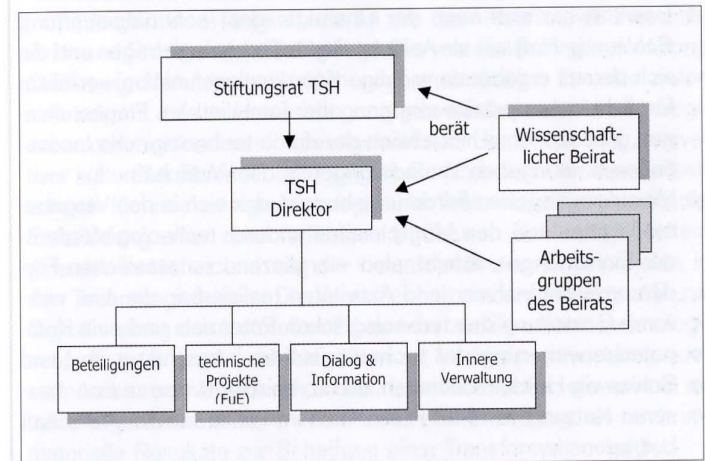 Stiftungsrat TSH
berät
Wissenschaft-
licher Beirat
TSH
Direktor
Arbeits-
gruppen
des Beirats
Beteiligungen
technische
Projekte
(FuE)
Dialog &
Information
Verwaltung